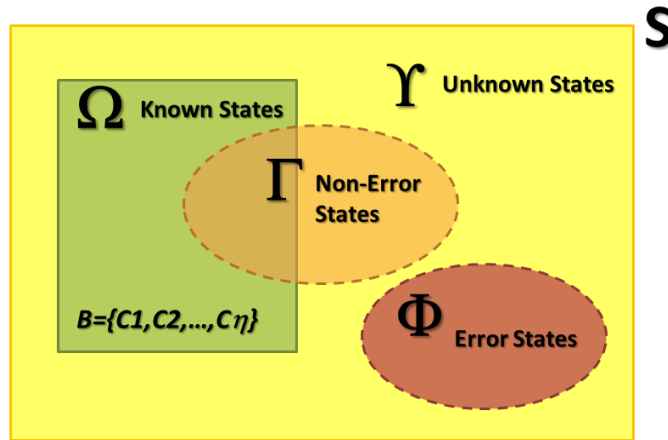 S
Ω Known States
ϒ Unknown States
Γ Non-Error
States
B={C1,C2,...,Cη}
Φ Error States